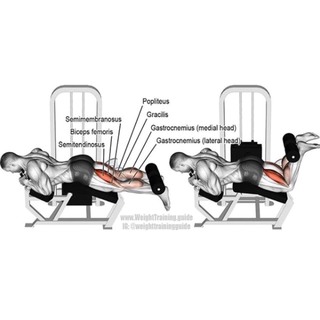 Popliteus
Gracilis
Semimembranosus
Gastrocnemius (medial head)
Biceps femoris
Gastrocnemius (lateral head)
Semitendinosus
www.WeightTraining.guide
IG: @weighttrainingguide